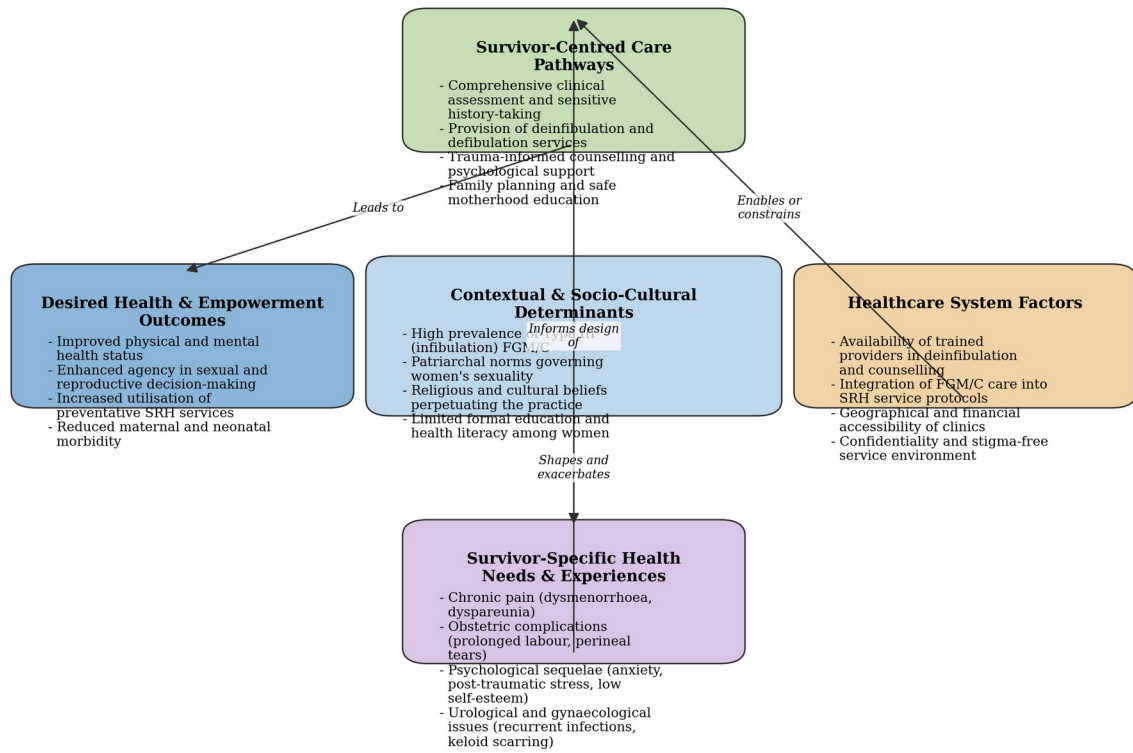 Survivor-Centred Care
Pathways
- Comprehensive clinical
assessment and sensitive
history-taking
- Provision of deinfibulation and
defibulation services
- Trauma-informed counselling and
psychological support
- Family planning and safe
motherhood education
Leads to
Enables or
constrains
Desired Health & Empowerment
Outcomes
- Improved physical and mental
health status
- Enhanced agency in sexual and
reproductive decision-making
- Increased utilisation of
preventative SRH services
- Reduced maternal and neonatal
morbidity
Contextual & Socio-Cultural
Determinants
- High prevalence of Type III
(infibulation) FGM/C
- Patriarchal norms governing
women's sexuality
- Religious and cultural beliefs
perpetuating the practice
- Limited formal education and
health literacy among women
Informs design
of
Healthcare System Factors
- Availability of trained
providers in deinfibulation
and counselling
- Integration of FGM/C care into
SRH service protocols
- Geographical and financial
accessibility of clinics
- Confidentiality and stigma-free
service environment
Shapes and
exacerbates
Survivor-Specific Health
Needs & Experiences
- Chronic pain (dysmenorrhoea,
dyspareunia)
- Obstetric complications
(prolonged labour, perineal
tears)
- Psychological sequelae (anxiety,
post-traumatic stress, low
self-esteem)
- Urological and gynaecological
issues (recurrent infections,
keloid scarring)